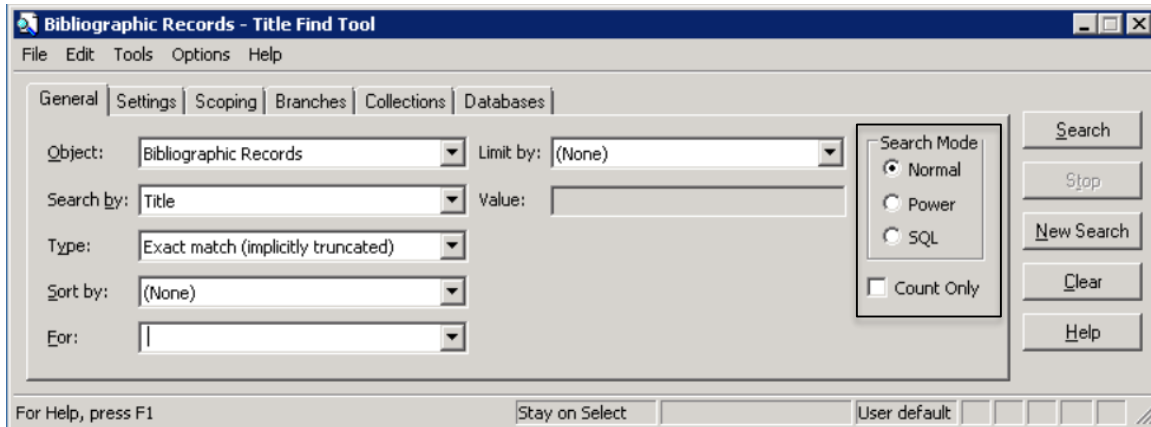 Bibliographic Records - Title Find Tool
File Edit Tools Options Help
General Settings Scoping Branches Collections Databases
Object: Bibliographic Records Limit by: (None) Search Mode Search
Normal
Search by: Title Value: Power Stop
Type: Exact match (implicitly truncated) SQL New Search
Sort by: (None) Count Only Clear
For: Help
For Help, press F1 Stay on Select User default